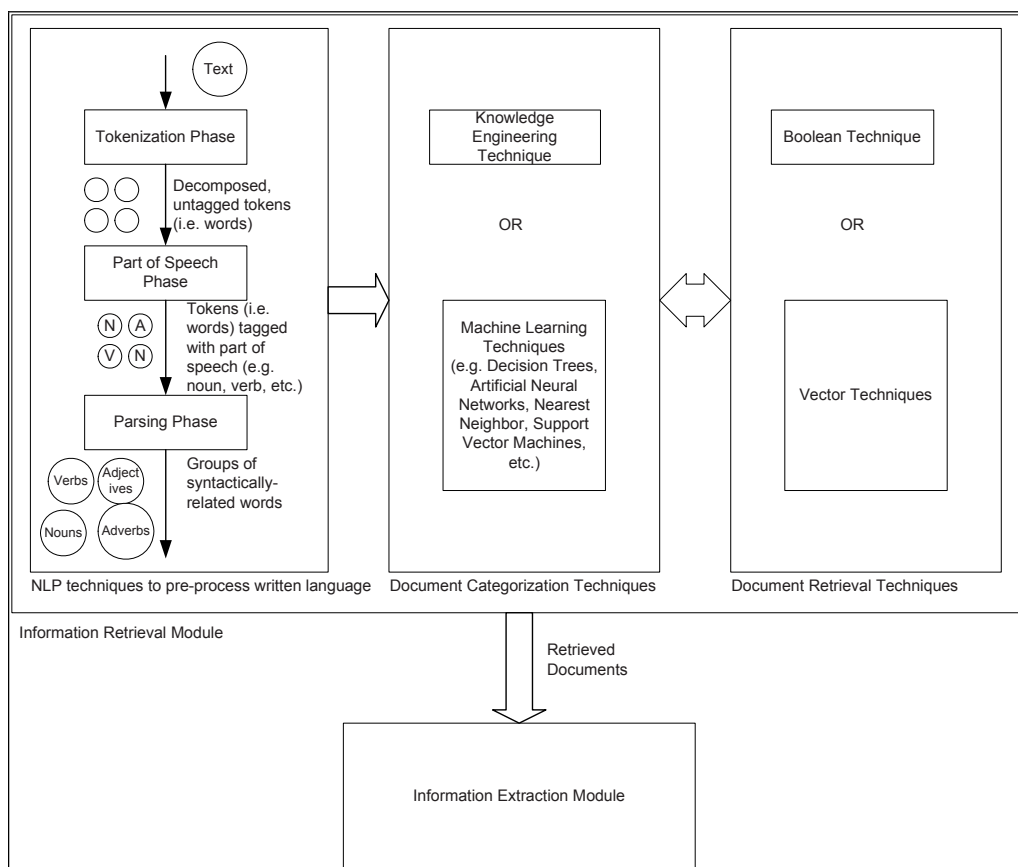 Text
Tokenization Phase
Decomposed,
untagged tokens
(i.e. words)
Part of Speech
Phase
N
A
V
N
Tokens (i.e.
words) tagged
with part of
speech (e.g.
noun, verb, etc.)
Parsing Phase
Verbs
Adject
ives
Nouns
Adverbs
Groups of
syntactically-
related words
NLP techniques to pre-process written language
Knowledge
Engineering
Technique
OR
Machine Learning
Techniques
(e.g. Decision Trees,
Artificial Neural
Networks, Nearest
Neighbor, Support
Vector Machines,
etc.)
Document Categorization Techniques
Boolean Technique
OR
Vector Techniques
Document Retrieval Techniques
Information Retrieval Module
Retrieved
Documents
Information Extraction Module